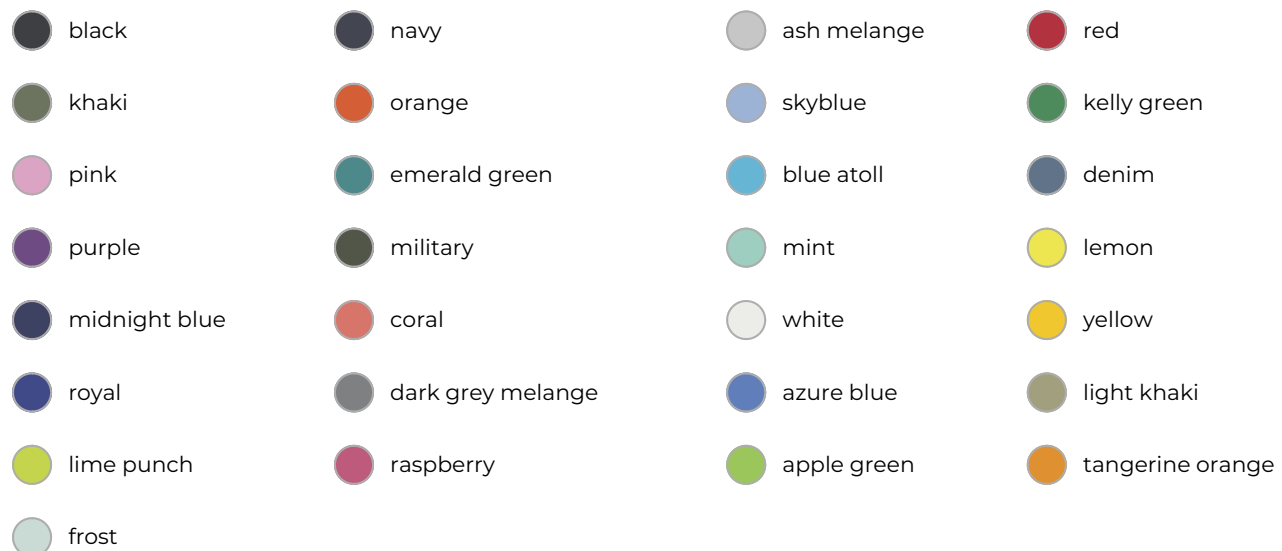 black
navy
ash melange
red
khaki
orange
skyblue
kelly green
pink
emerald green
blue atoll
denim
purple
military
mint
lemon
midnight blue
coral
white
yellow
royal
dark grey melange
azure blue
light khaki
lime punch
raspberry
apple green
tangerine orange
frost